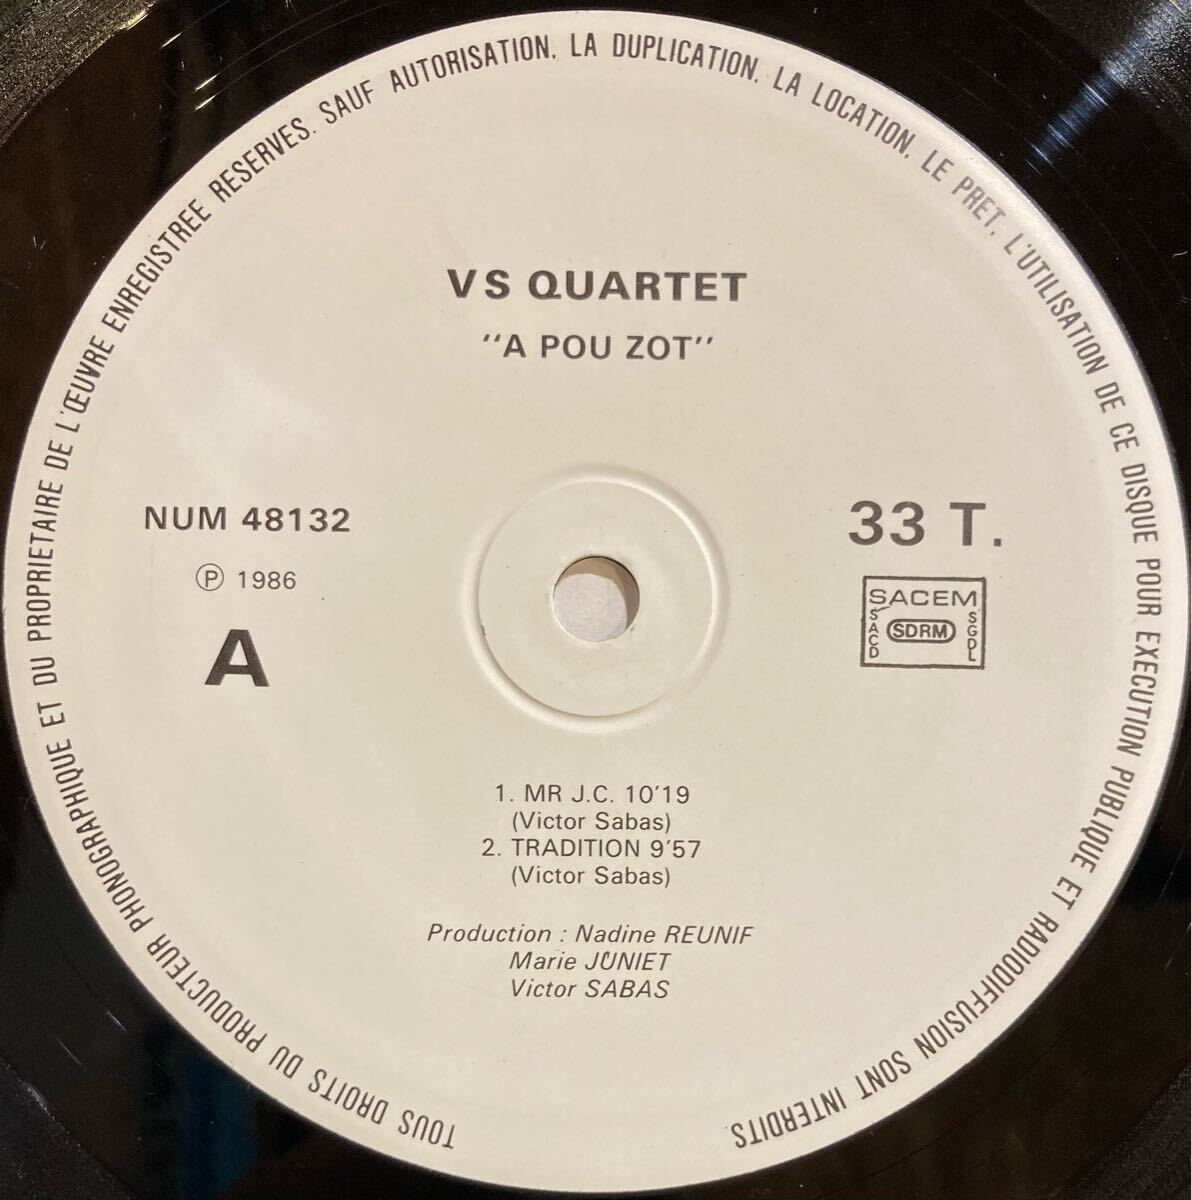 TOUS DROITS DU PRODUCTEUR PHONOGRAPHIQUE ET DU PROPRIETAIRE DE L'ŒUVRE ENREGISTREE RESERVES. SAUF AUTORISATION. LA DUPLICATION. LA LOCATION. LE PRET. L'UTILISATION DE CE DISQUE POUR EXECUTION PUBLIQUE ET RADIODIFFUSION SONT INTERDITS
VS QUARTET
"A POU ZOT"
NUM 48132
℗ 1986
A
33 T.
SACEM
SACD
SDRM
SGDL
1. MR J.C. 10'19
(Victor Sabas)
2. TRADITION 9'57
(Victor Sabas)
Production : Nadine REUNIF
Marie JUNIET
Victor SABAS